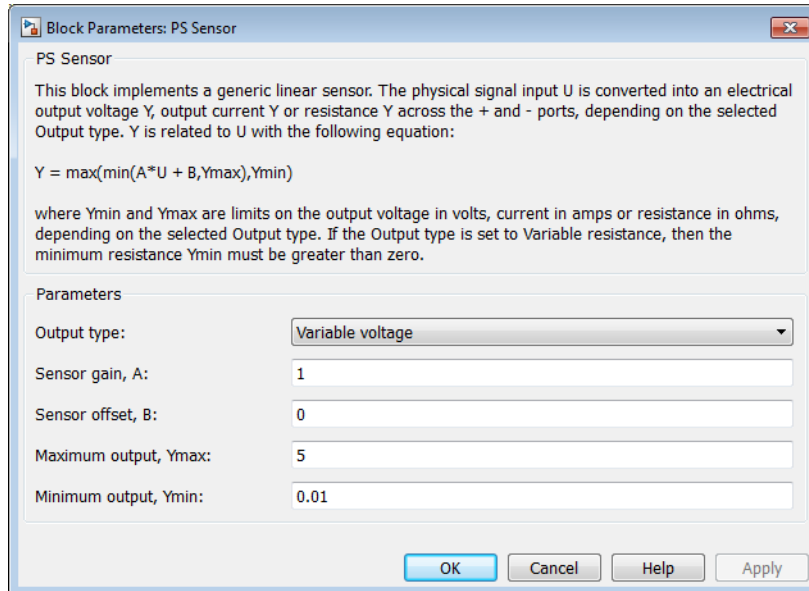 Block Parameters: PS Sensor
PS Sensor
This block implements a generic linear sensor. The physical signal input U is converted into an electrical
output voltage Y, output current Y or resistance Y across the + and - ports, depending on the selected
Output type. Y is related to U with the following equation:
Y = max(min(A*U + B,Ymax),Ymin)
where Ymin and Ymax are limits on the output voltage in volts, current in amps or resistance in ohms,
depending on the selected Output type. If the Output type is set to Variable resistance, then the
minimum resistance Ymin must be greater than zero.
Parameters
Output type: Variable voltage
Sensor gain, A: 1
Sensor offset, B: 0
Maximum output, Ymax: 5
Minimum output, Ymin: 0.01
OK Cancel Help Apply